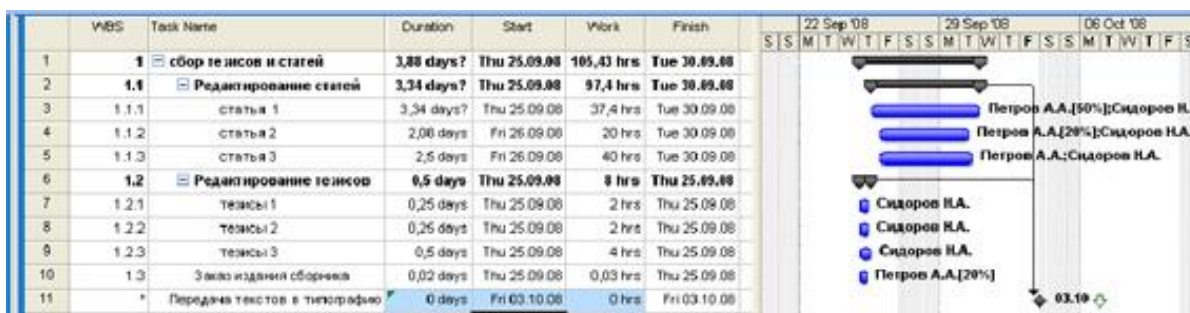 WBS Task Name Duration Start Work Finish 22 Sep '08 29 Sep '08 06 Oct '08
S S M T W T F S S M T W T F S S M T W T F S
1 1 сбор тезисов и статей 3,88 days? Thu 25.09.08 105,43 hrs Tue 30.09.08
2 1.1 Редактирование статей 3,34 days? Thu 25.09.08 97,4 hrs Tue 30.09.08
3 1.1.1 статья 1 3,34 days? Thu 25.09.08 37,4 hrs Tue 30.09.08 Петров А.А.[50%];Сидоров Н.
4 1.1.2 статья 2 2,08 days Fri 26.09.08 20 hrs Tue 30.09.08 Петров А.А.[20%];Сидоров Н.А.
5 1.1.3 статья 3 2,5 days Fri 26.09.08 40 hrs Tue 30.09.08 Петров А.А.;Сидоров Н.А.
6 1.2 Редактирование тезисов 0,5 days Thu 25.09.08 8 hrs Thu 25.09.08
7 1.2.1 тезисы 1 0,25 days Thu 25.09.08 2 hrs Thu 25.09.08 Сидоров Н.А.
8 1.2.2 тезисы 2 0,25 days Thu 25.09.08 2 hrs Thu 25.09.08 Сидоров Н.А.
9 1.2.3 тезисы 3 0,5 days Thu 25.09.08 4 hrs Thu 25.09.08 Сидоров Н.А.
10 1.3 Заказ издания сборника 0,02 days Thu 25.09.08 0,03 hrs Thu 25.09.08 Петров А.А.[20%]
11 * Передача текстов в типографию 0 days Fri 03.10.08 0 hrs Fri 03.10.08 03.10